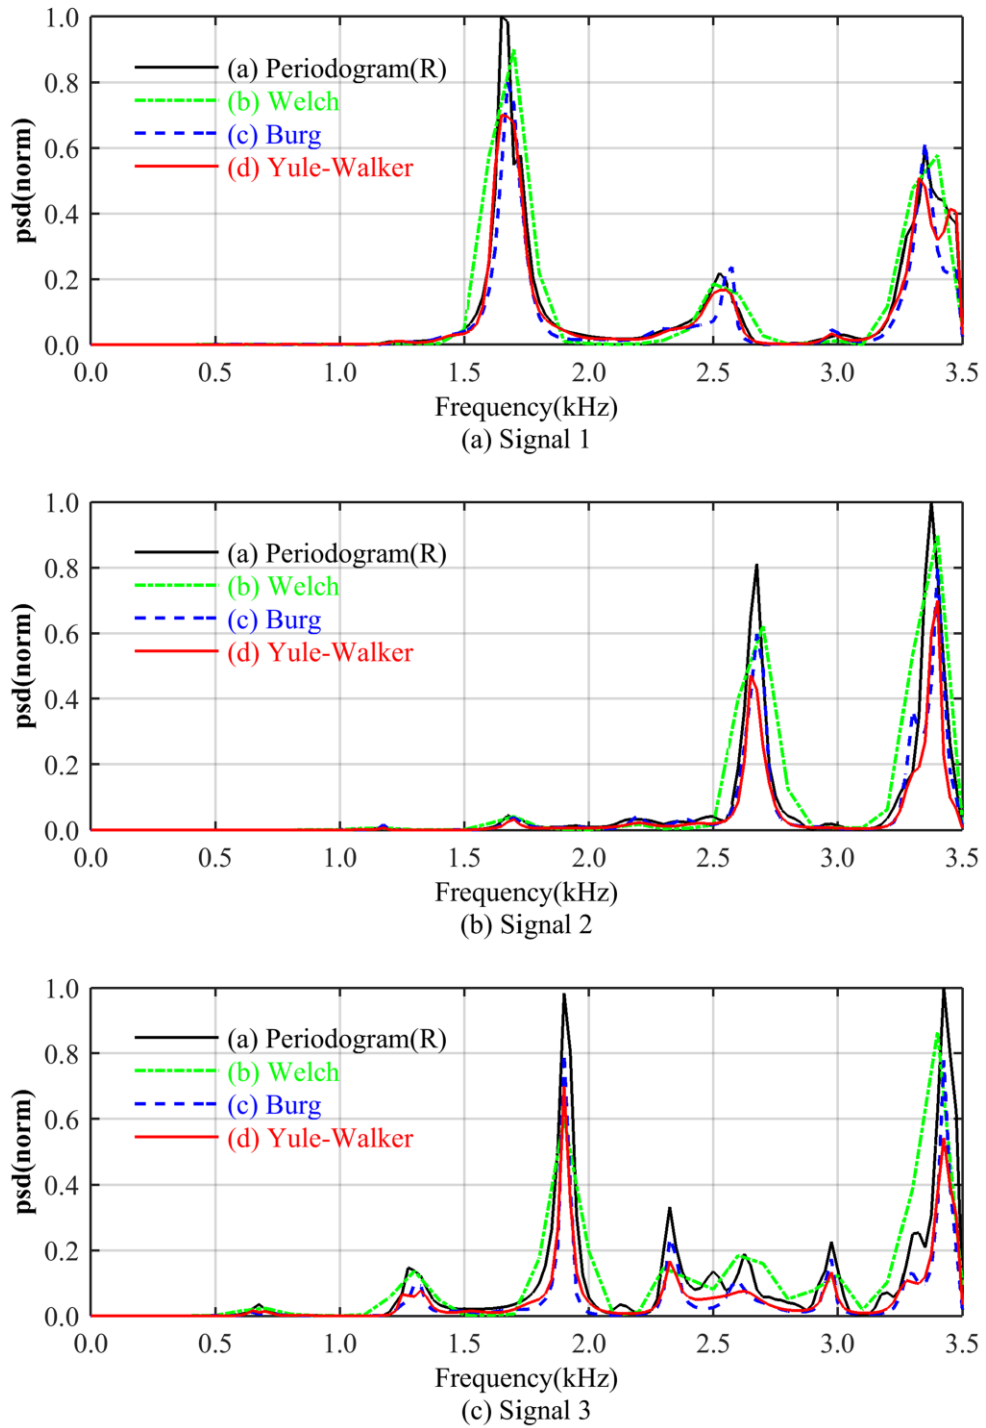 1.0
(a) Periodogram(R)
0.8
(b) Welch
(c) Burg
0.6
(d) Yule-Walker
psd(norm)
0.4
0.2
0.0
0.0 0.5 1.0 1.5 2.0 2.5 3.0 3.5
Frequency(kHz)
(a) Signal 1
1.0
(a) Periodogram(R)
0.8
(b) Welch
(c) Burg
0.6
(d) Yule-Walker
psd(norm)
0.4
0.2
0.0
0.0 0.5 1.0 1.5 2.0 2.5 3.0 3.5
Frequency(kHz)
(b) Signal 2
1.0
(a) Periodogram(R)
0.8
(b) Welch
(c) Burg
0.6
(d) Yule-Walker
psd(norm)
0.4
0.2
0.0
0.0 0.5 1.0 1.5 2.0 2.5 3.0 3.5
Frequency(kHz)
(c) Signal 3